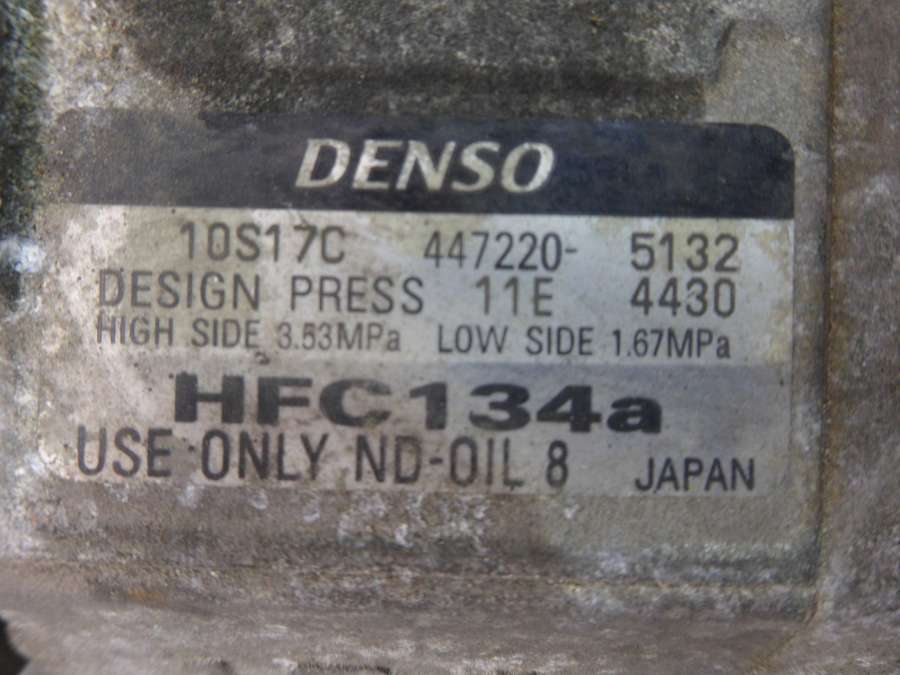 DENSO
10S17C 447220- 5132
DESIGN PRESS 11E 4430
HIGH SIDE 3.53MPa LOW SIDE 1.67MPa
HFC134a
USE ONLY ND-OIL 8 JAPAN